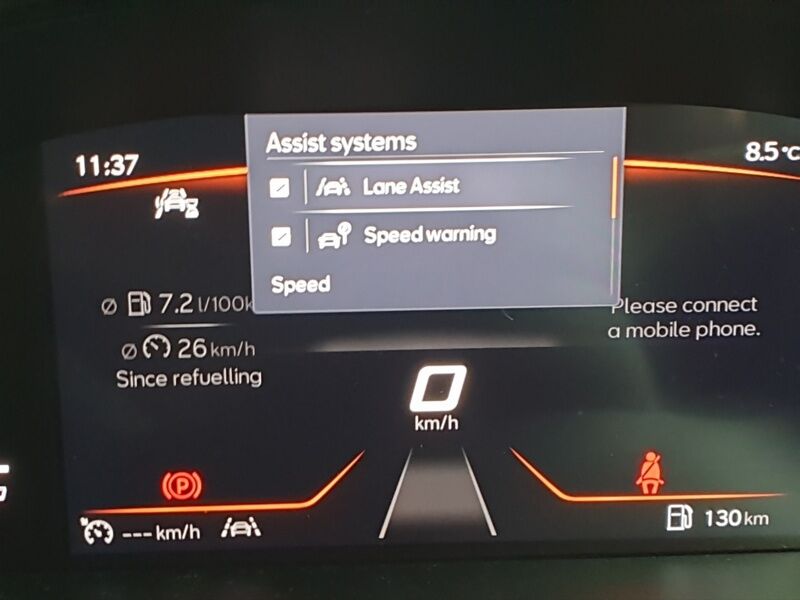 11:37
8.5°C
Assist systems
Lane Assist
Speed warning
Speed
Ø 7.2 l/100k
Ø 26 km/h
Since refuelling
Please connect
a mobile phone.
0
km/h
P
--- km/h
130 km